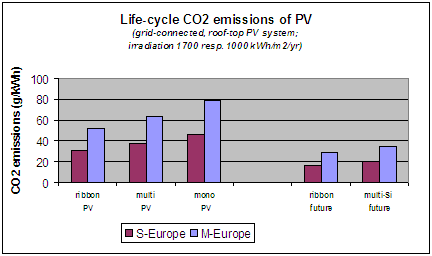 Life-cycle CO2 emissions of PV
(grid-connected, roof-top PV system;
irradiation 1700 resp. 1000 kWh/m2/yr)
CO2 emissions (g/kWh)
100
80
60
40
20
0
ribbon PV
multi PV
mono PV
ribbon future
multi-Si future
S-Europe M-Europe